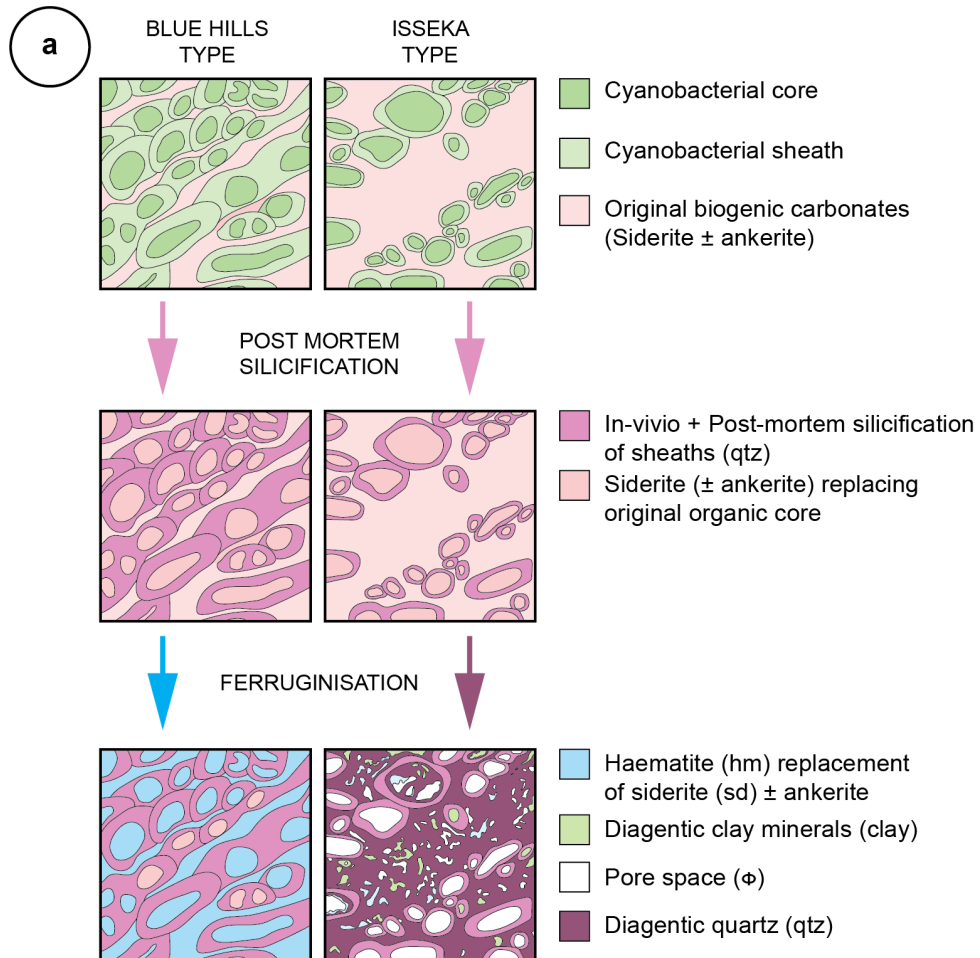 a
BLUE HILLS
TYPE
ISSEKA
TYPE
Cyanobacterial core
Cyanobacterial sheath
Original biogenic carbonates
(Siderite ± ankerite)
POST MORTEM
SILICIFICATION
In-vivio + Post-mortem silicification
of sheaths (qtz)
Siderite (± ankerite) replacing
original organic core
FERRUGINISATION
Haematite (hm) replacement
of siderite (sd) ± ankerite
Diagentic clay minerals (clay)
Pore space (Φ)
Diagentic quartz (qtz)